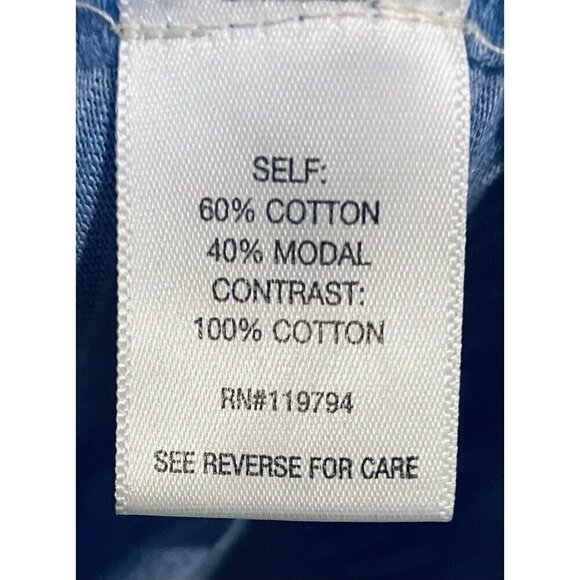 SELF:
60% COTTON
40% MODAL
CONTRAST:
100% COTTON
RN#119794
SEE REVERSE FOR CARE